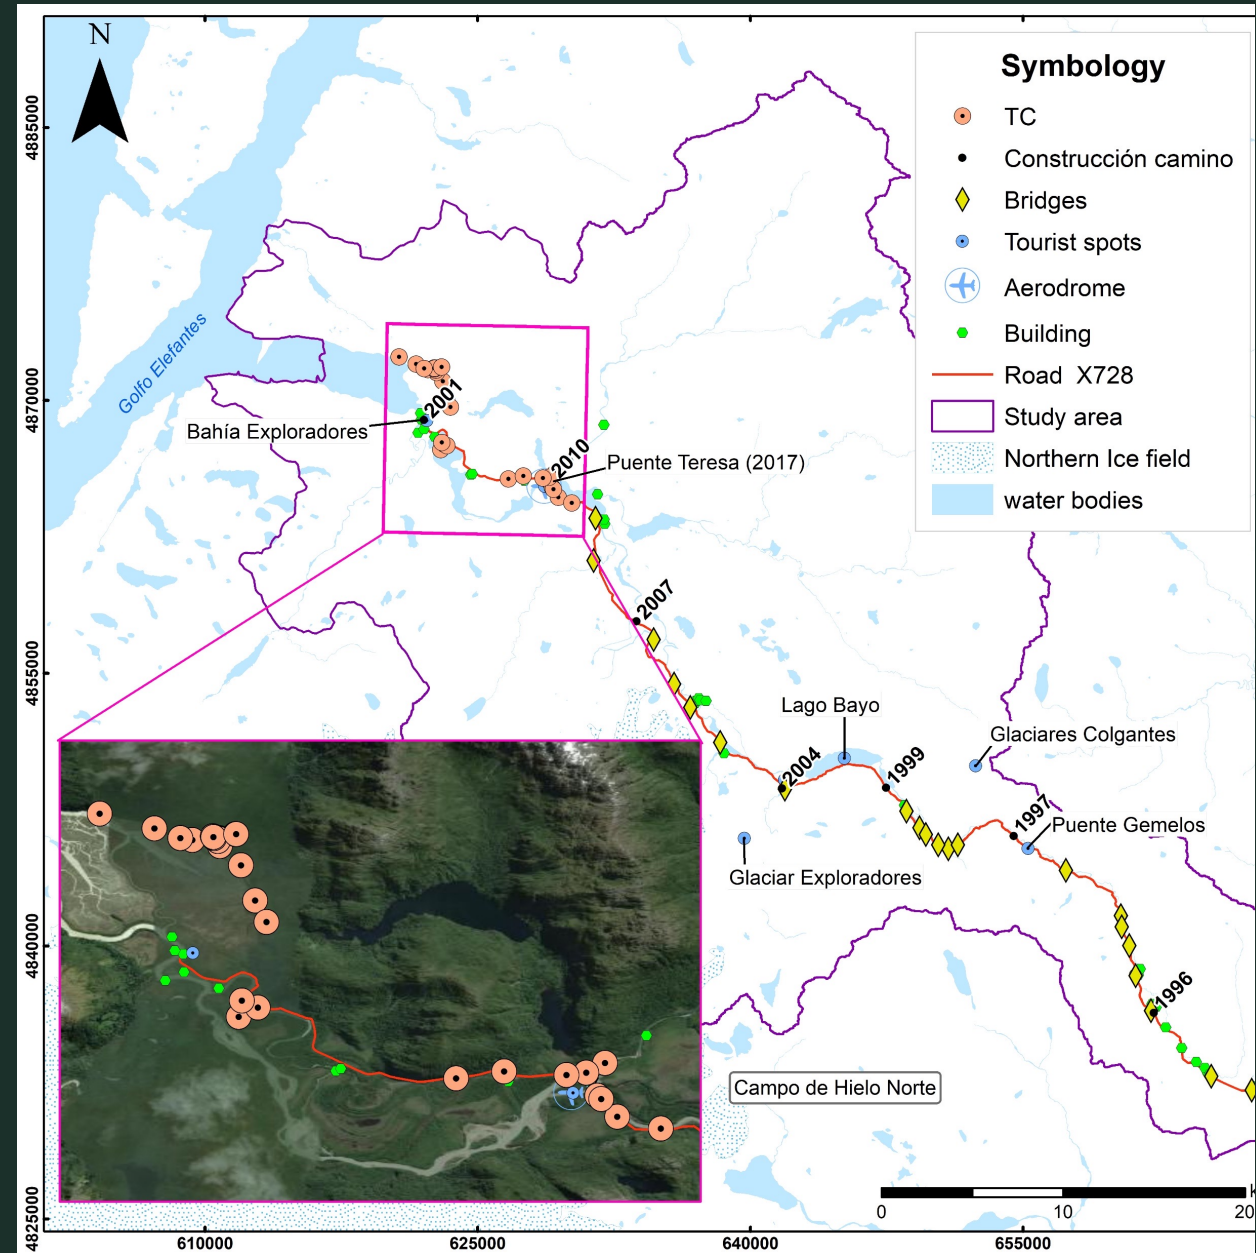 N
Symbology
TC
Construcción camino
Bridges
Tourist spots
Aerodrome
Building
Road X728
Study area
Northern Ice field
water bodies
4885000
4870000
4855000
4840000
4825000
Golfo Elefantes
2001
Bahía Exploradores
2010
Puente Teresa (2017)
2007
Lago Bayo
2004
1999
Glaciares Colgantes
1997
Puente Gemelos
Glaciar Exploradores
1996
Campo de Hielo Norte
0 10 20
610000 625000 640000 655000